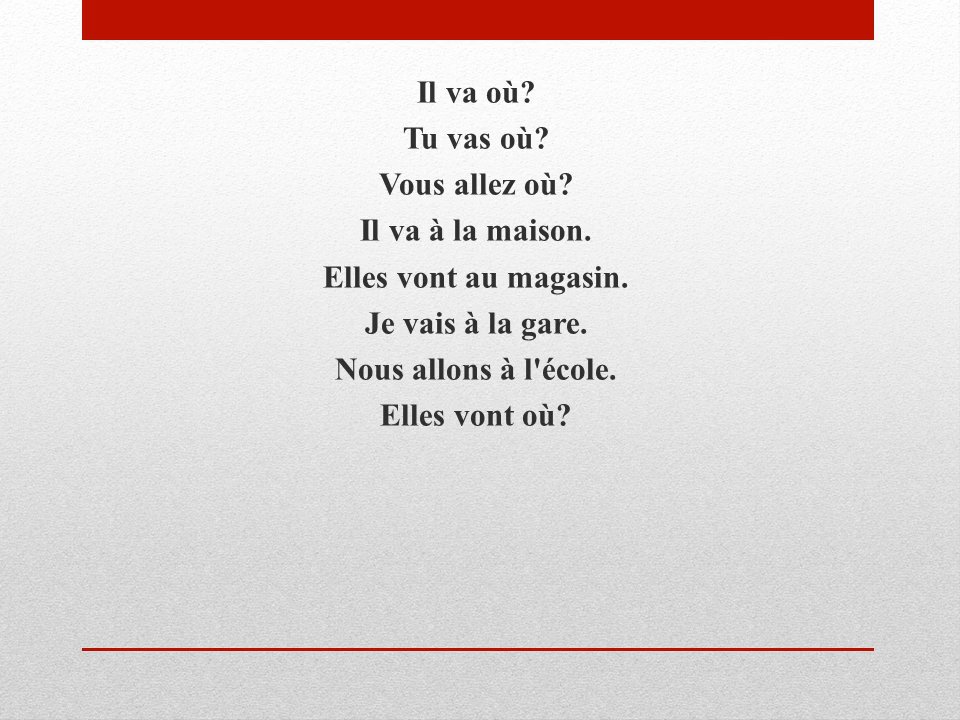 Il va où?
Tu vas où?
Vous allez où?
Il va à la maison.
Elles vont au magasin.
Je vais à la gare.
Nous allons à l'école.
Elles vont où?